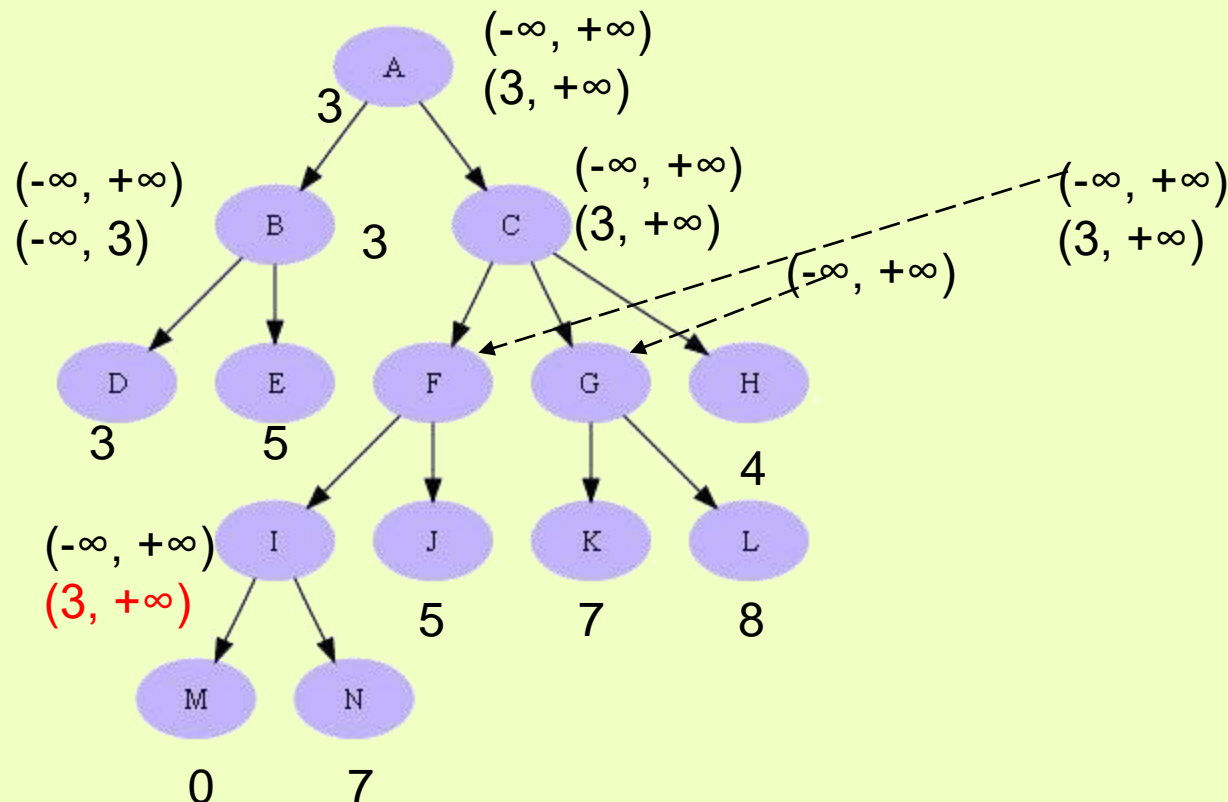 (-∞, +∞)
A
(3, +∞)
3
(-∞, +∞)
(-∞, +∞)
(-∞, +∞)
B
3
C
(-∞, 3)
(3, +∞)
(3, +∞)
(-∞, +∞)
D
E
F
G
H
3
5
4
(-∞, +∞)
I
J
K
L
(3, +∞)
5
7
8
M
N
0
7